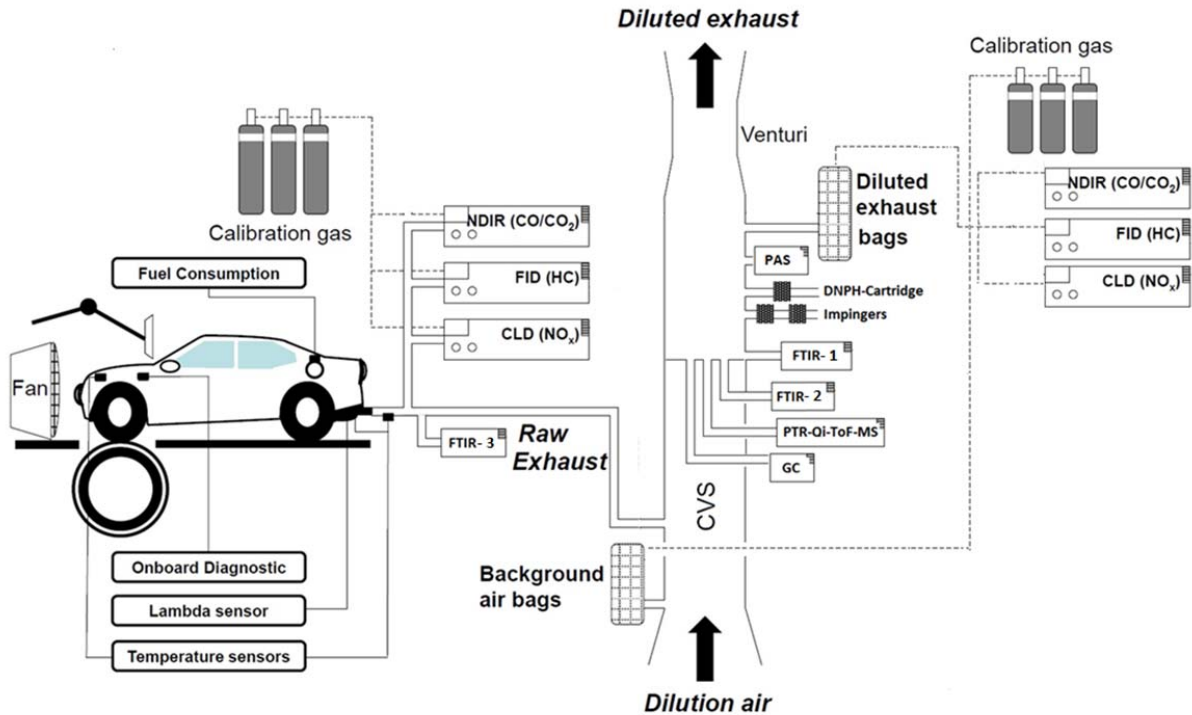 Diluted exhaust
Calibration gas
Venturi
Diluted
exhaust
bags
NDIR (CO/CO₂)
FID (HC)
CLD (NOₓ)
Calibration gas
NDIR (CO/CO₂)
FID (HC)
CLD (NOₓ)
Fuel Consumption
Fan
PAS
DNPH-Cartridge
Impingers
FTIR- 1
FTIR- 2
PTR-Qi-ToF-MS
GC
FTIR- 3
Raw
Exhaust
CVS
Background
air bags
Onboard Diagnostic
Lambda sensor
Temperature sensors
Dilution air